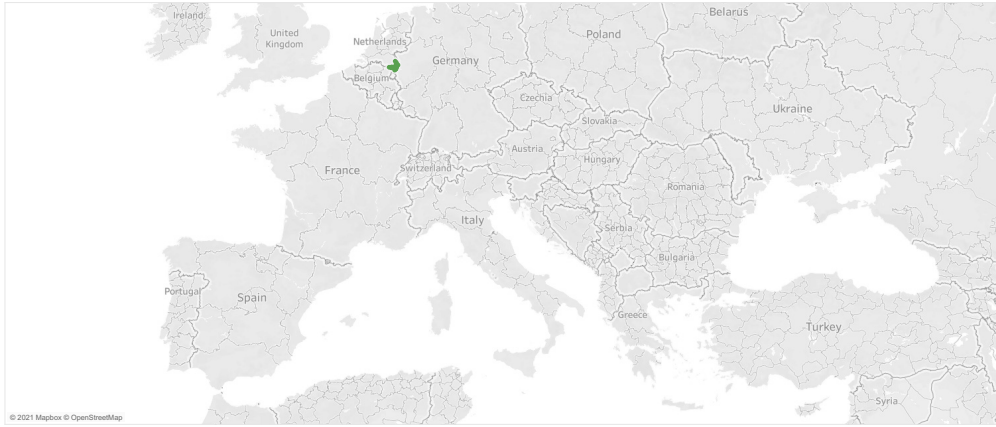 Ireland
United
Kingdom
Netherlands
Belgium
Germany
Poland
Belarus
Czechia
Slovakia
Ukraine
Austria
Hungary
France
Switzerland
Romania
Italy
Serbia
Bulgaria
Portugal
Spain
Greece
Turkey
Syria
© 2021 Mapbox © OpenStreetMap